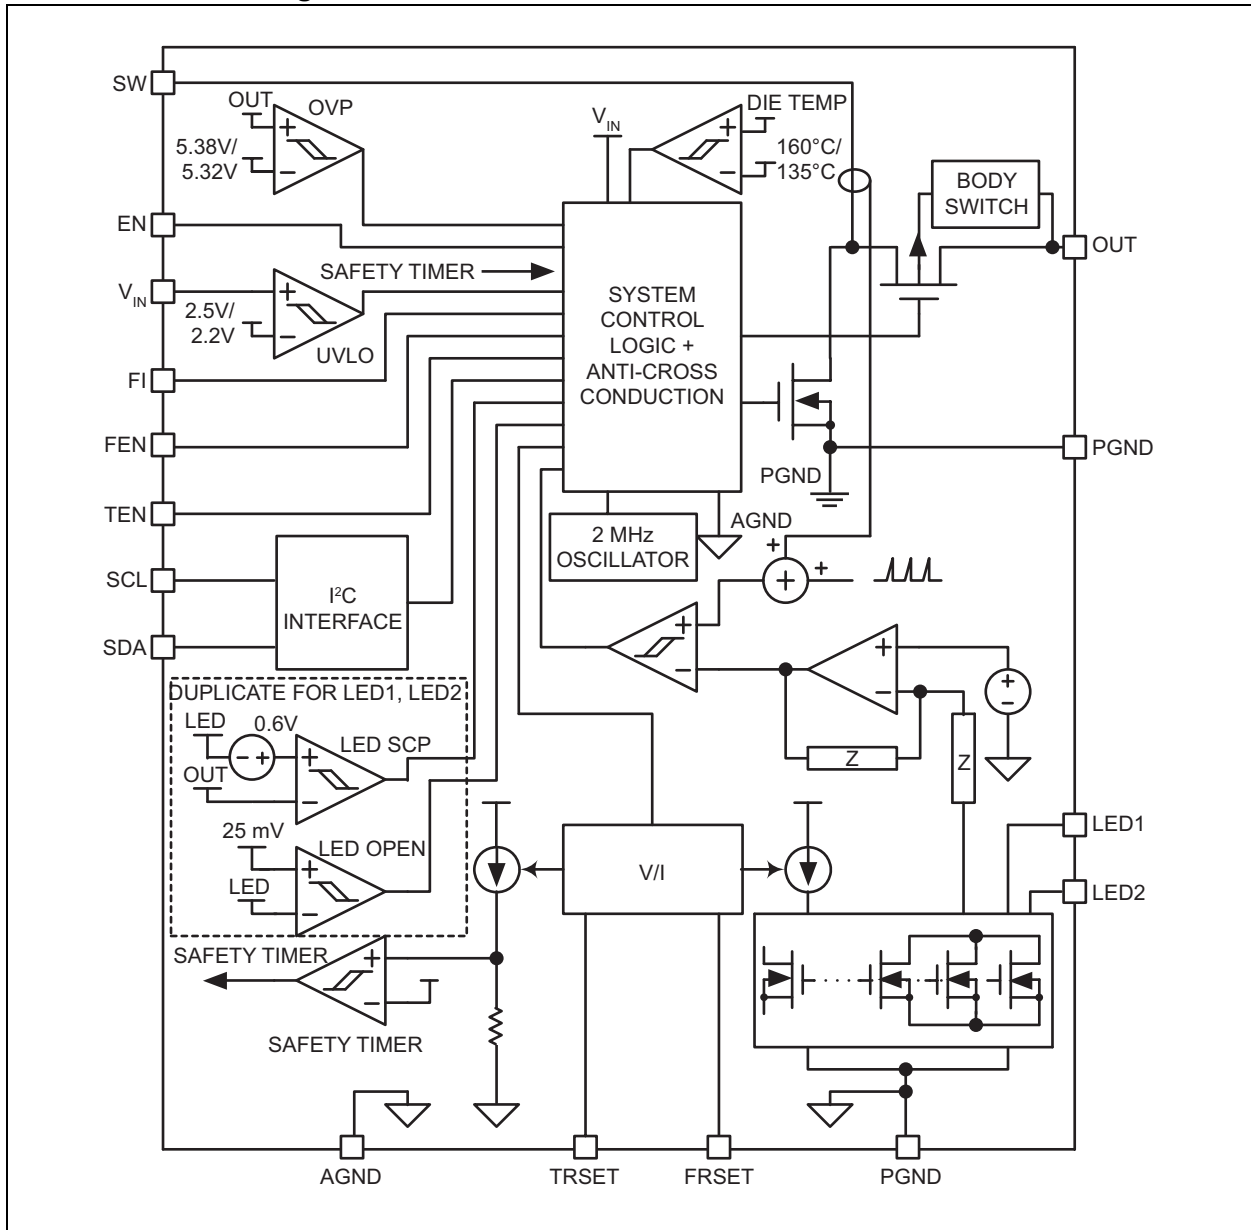 SW
OUT
OVP
+
5.38V/
5.32V
−
V_IN
DIE TEMP
+
160°C/
135°C
−
BODY
SWITCH
OUT
EN
SAFETY TIMER
V_IN
+
2.5V/
2.2V
−
UVLO
SYSTEM
CONTROL
LOGIC +
ANTI-CROSS
CONDUCTION
FI
FEN
PGND
PGND
TEN
2 MHz
OSCILLATOR
AGND
+
+
+
SCL
I²C
INTERFACE
SDA
+
−
+
−
+
−
DUPLICATE FOR LED1, LED2
LED
0.6V
− +
+
LED SCP
OUT
−
Z
Z
25 mV
LED OPEN
+
LED
−
V/I
LED1
LED2
SAFETY TIMER
+
−
SAFETY TIMER
AGND
TRSET
FRSET
PGND